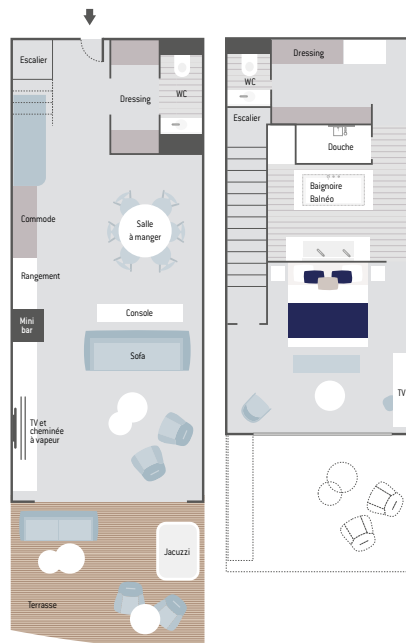 Escalier
Dressing
WC
Commode
Salle
à manger
Rangement
Console
Mini
bar
Sofa
TV et
cheminée
à vapeur
Jacuzzi
Terrasse
Dressing
WC
Escalier
Douche
Baignoire
Balnéo
TV